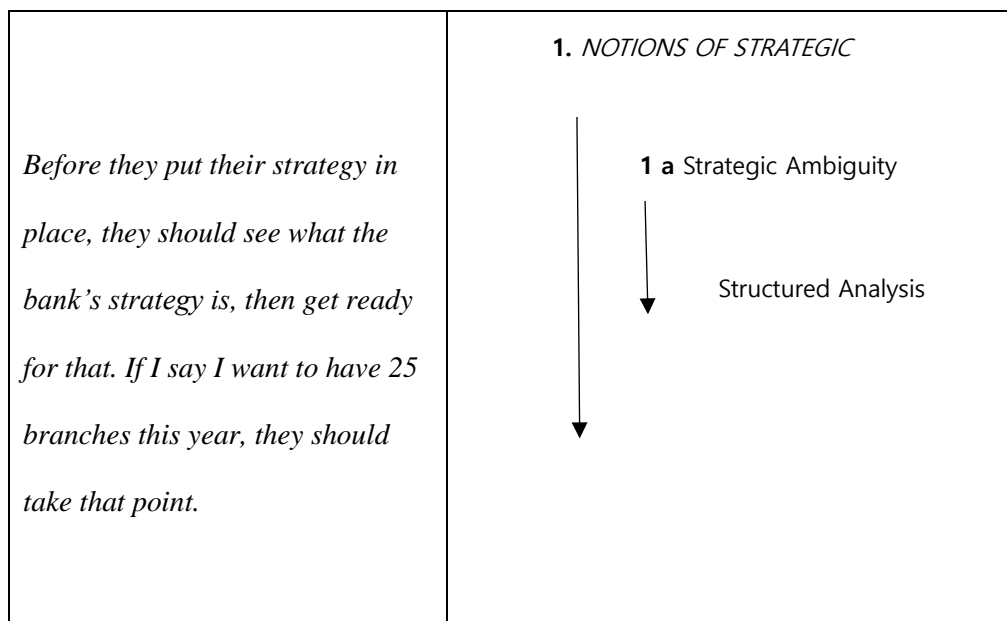 Before they put their strategy in
place, they should see what the
bank’s strategy is, then get ready
for that. If I say I want to have 25
branches this year, they should
take that point.
1. NOTIONS OF STRATEGIC
1 a Strategic Ambiguity
Structured Analysis